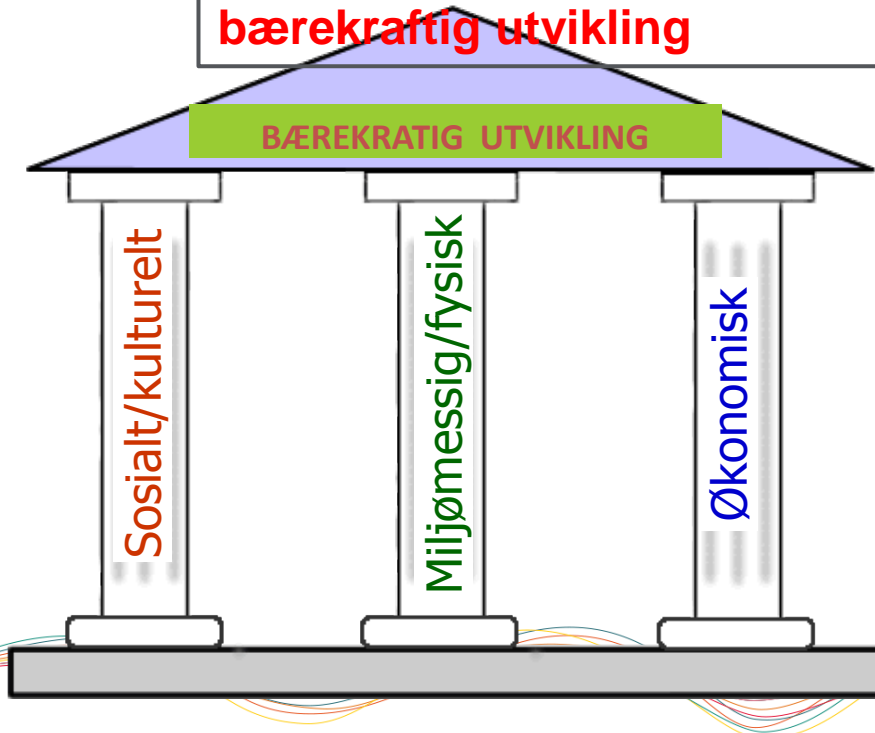 bærekraftig utvikling
BÆREKRATIG UTVIKLING
Sosialt/kulturelt
Miljømessig/fysisk
Økonomisk